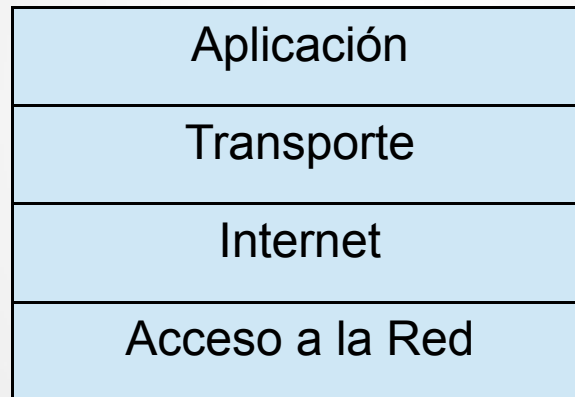 Aplicación
Transporte
Internet
Acceso a la Red